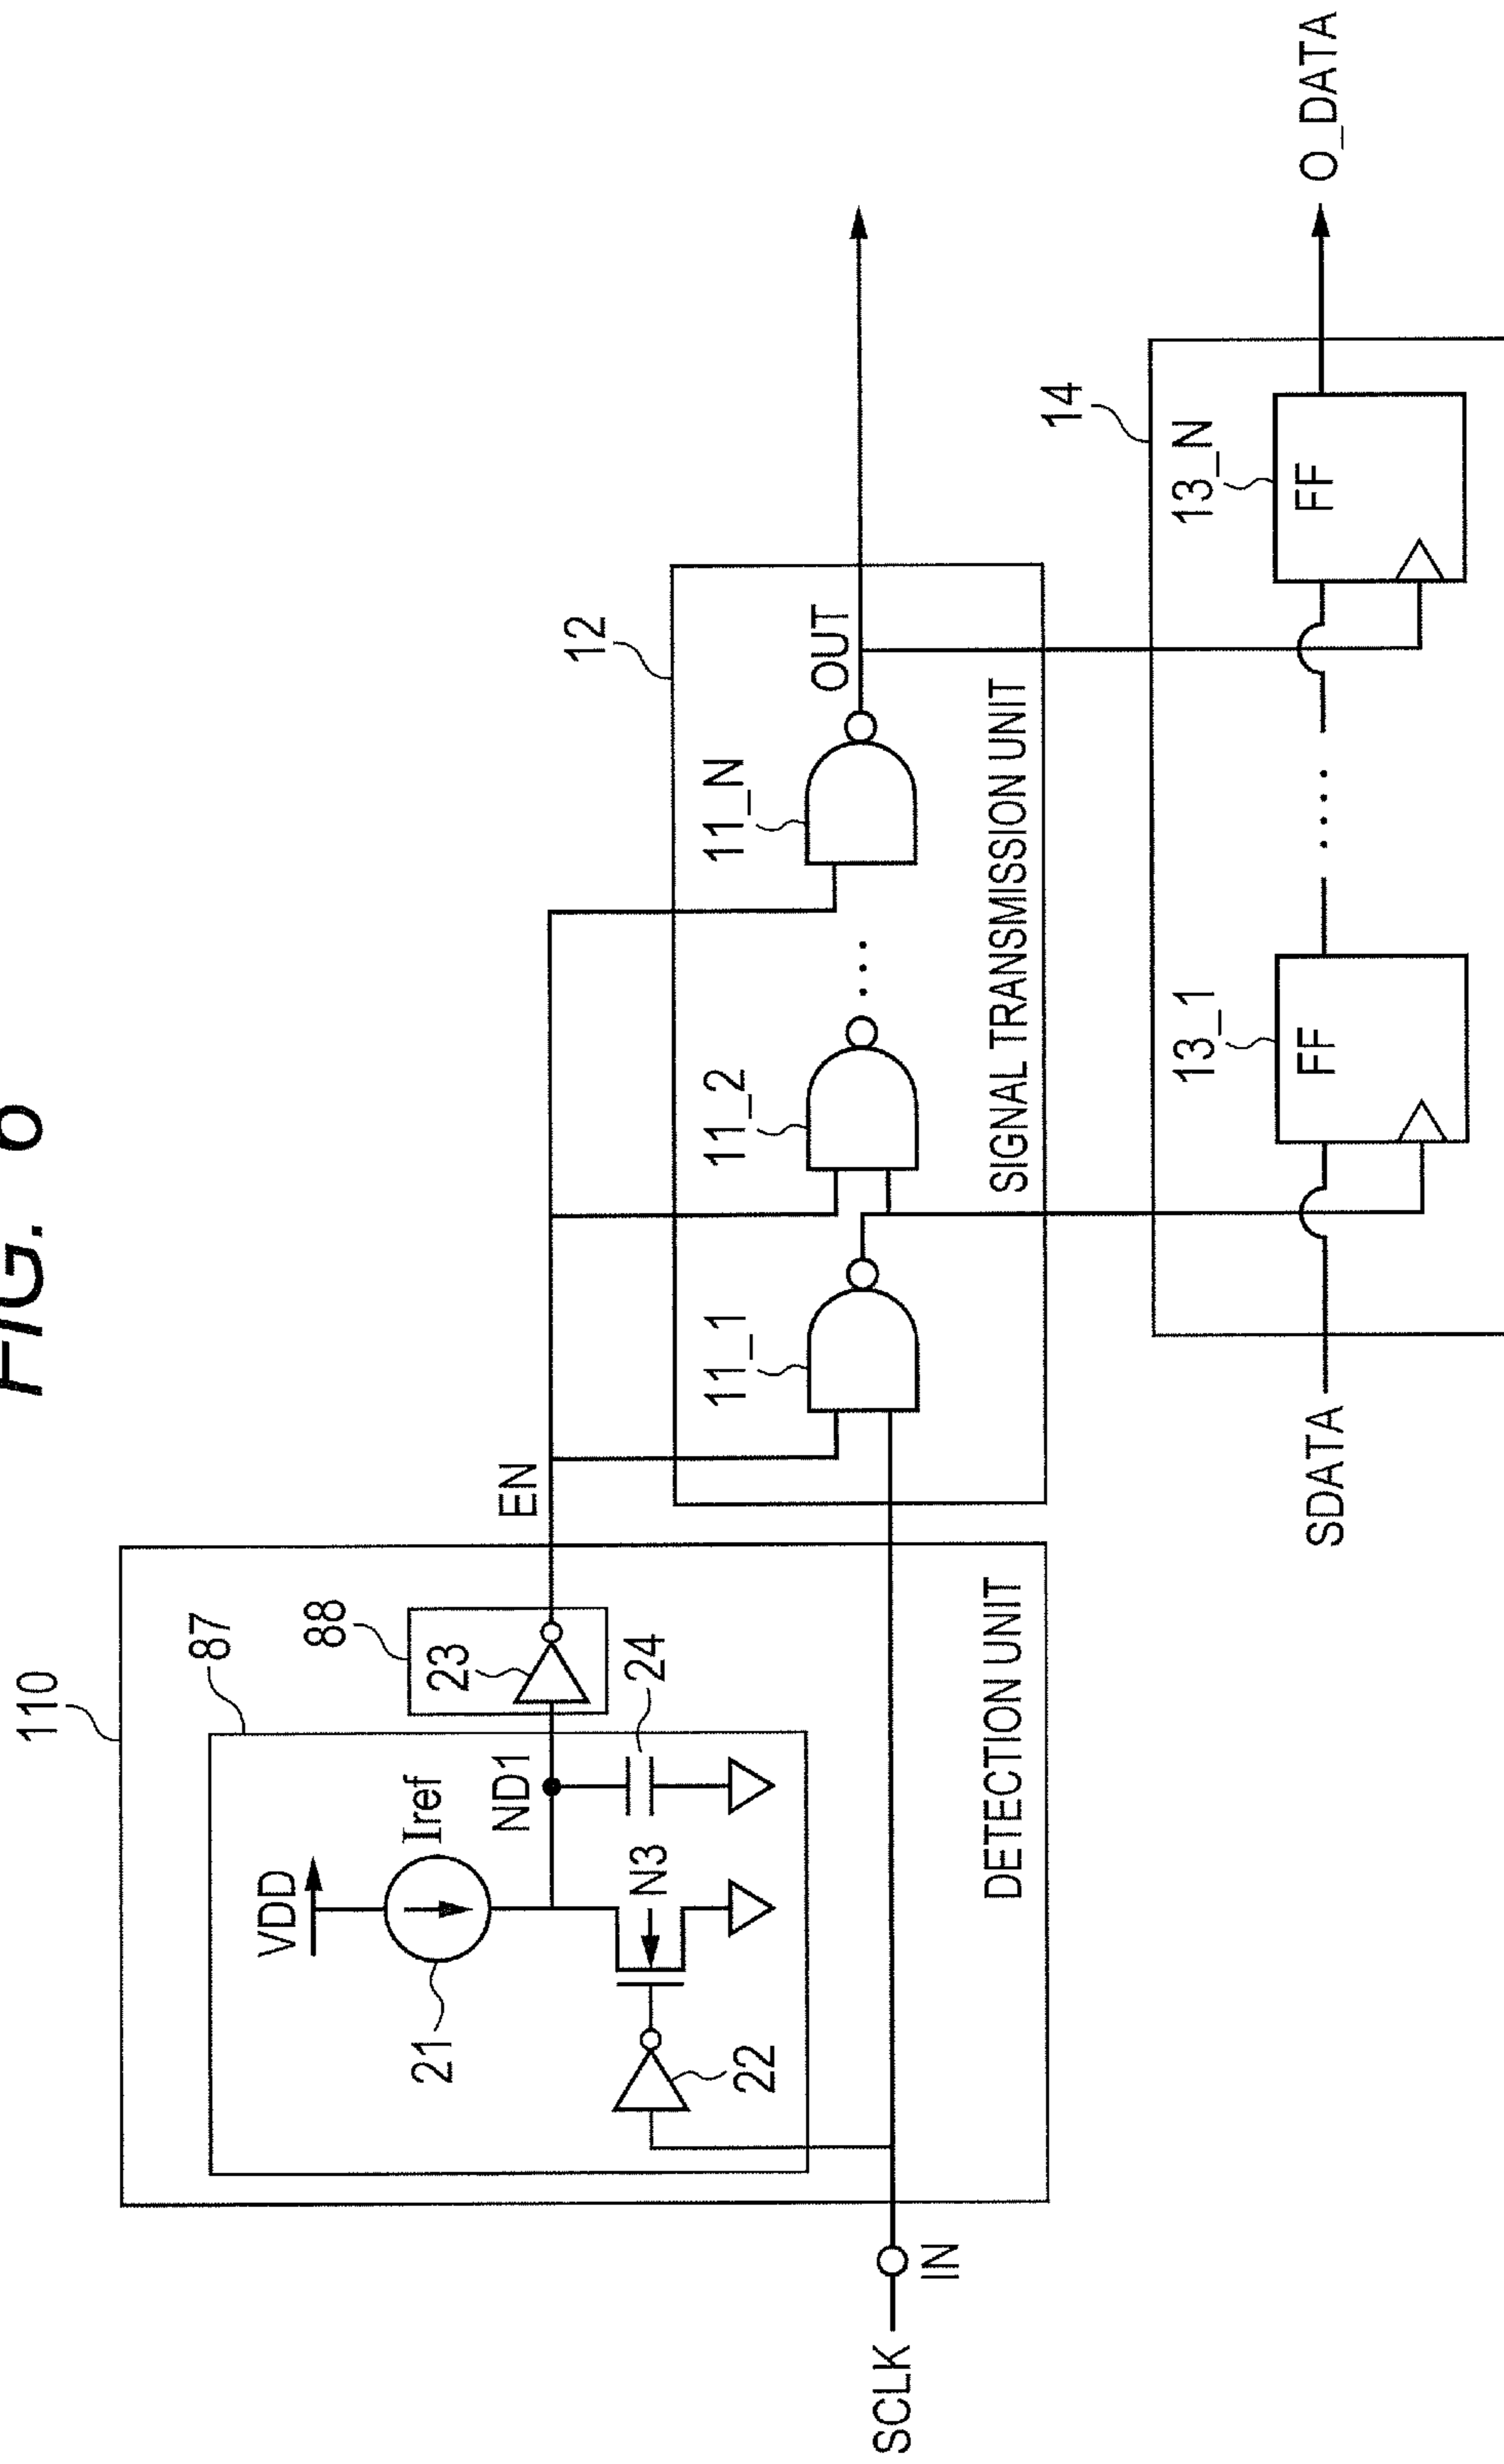 FIG. 6
110
87
88
VDD
Iref
21
ND1
23
EN
N3
24
22
DETECTION UNIT
SCLK
IN
12
11_1
11_2
11_N
OUT
SIGNAL TRANSMISSION UNIT
14
13_1
13_N
FF
FF
SDATA
O_DATA